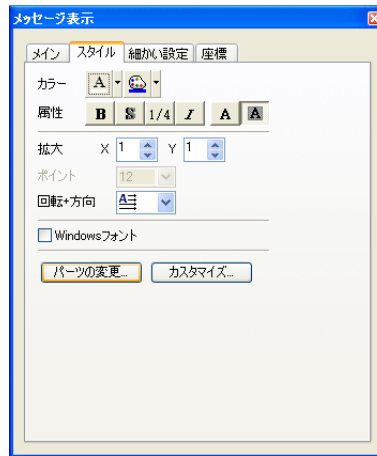 メッセージ表示
メイン スタイル 細かい設定 座標
カラー A
属性 B S 1/4 I A A
拡大 X 1 Y 1
ポイント 12
回転+方向 A
Windowsフォント
パーツの変更... カスタマイズ...